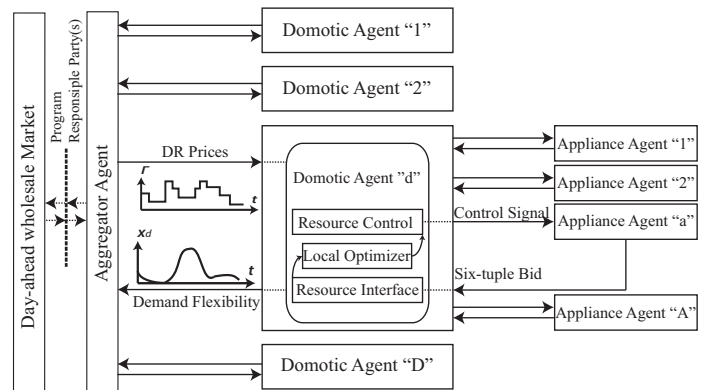 Day-ahead wholesale Market
Program
Responsible Party(s)
Aggregator Agent
Domotic Agent “1”
Domotic Agent “2”
DR Prices
Γ
t
x_d
t
Demand Flexibility
Domotic Agent "d"
Resource Control
Local Optimizer
Resource Interface
Control Signal
Six-tuple Bid
Appliance Agent “1”
Appliance Agent “2”
Appliance Agent “a”
Appliance Agent “A”
Domotic Agent “D”